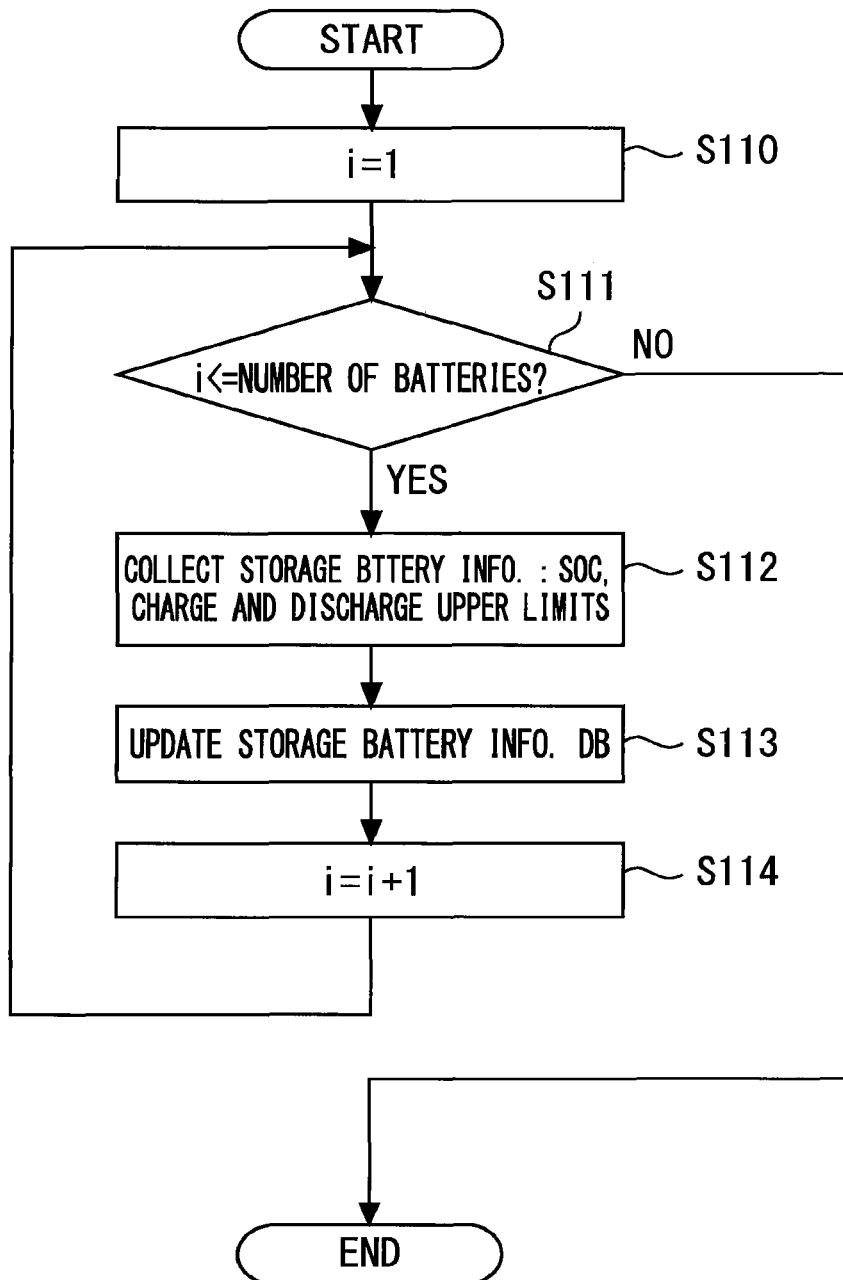 START
i=1
S110
S111
i<=NUMBER OF BATTERIES?
NO
YES
COLLECT STORAGE BTTERY INFO. : SOC,
CHARGE AND DISCHARGE UPPER LIMITS
S112
UPDATE STORAGE BATTERY INFO. DB
S113
i=i+1
S114
END